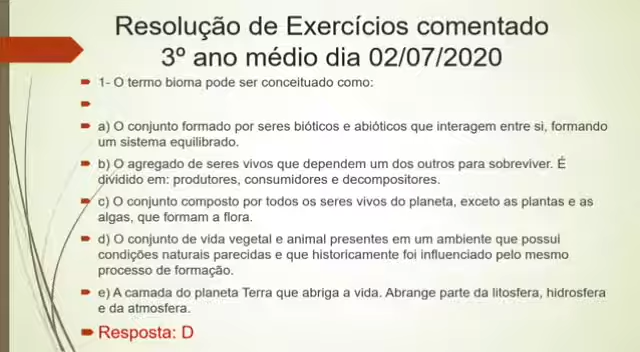 Resolução de Exercícios comentado
3º ano médio dia 02/07/2020
1- O termo bioma pode ser conceituado como:
a) O conjunto formado por seres bióticos e abióticos que interagem entre si, formando
um sistema equilibrado.
b) O agregado de seres vivos que dependem um dos outros para sobreviver. É
dividido em: produtores, consumidores e decompositores.
c) O conjunto composto por todos os seres vivos do planeta, exceto as plantas e as
algas, que formam a flora.
d) O conjunto de vida vegetal e animal presentes em um ambiente que possui
condições naturais parecidas e que historicamente foi influenciado pelo mesmo
processo de formação.
e) A camada do planeta Terra que abriga a vida. Abrange parte da litosfera, hidrosfera
e da atmosfera.
Resposta: D